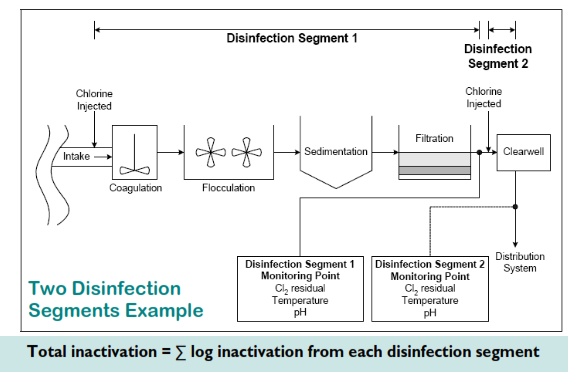 Disinfection Segment 1
Disinfection
Segment 2
Chlorine
Injected
Chlorine
Injected
Intake
Coagulation
Flocculation
Sedimentation
Filtration
Clearwell
Disinfection Segment 1
Monitoring Point
Cl₂ residual
Temperature
pH
Disinfection Segment 2
Monitoring Point
Cl₂ residual
Temperature
pH
Distribution
System
Two Disinfection
Segments Example
Total inactivation = ∑ log inactivation from each disinfection segment